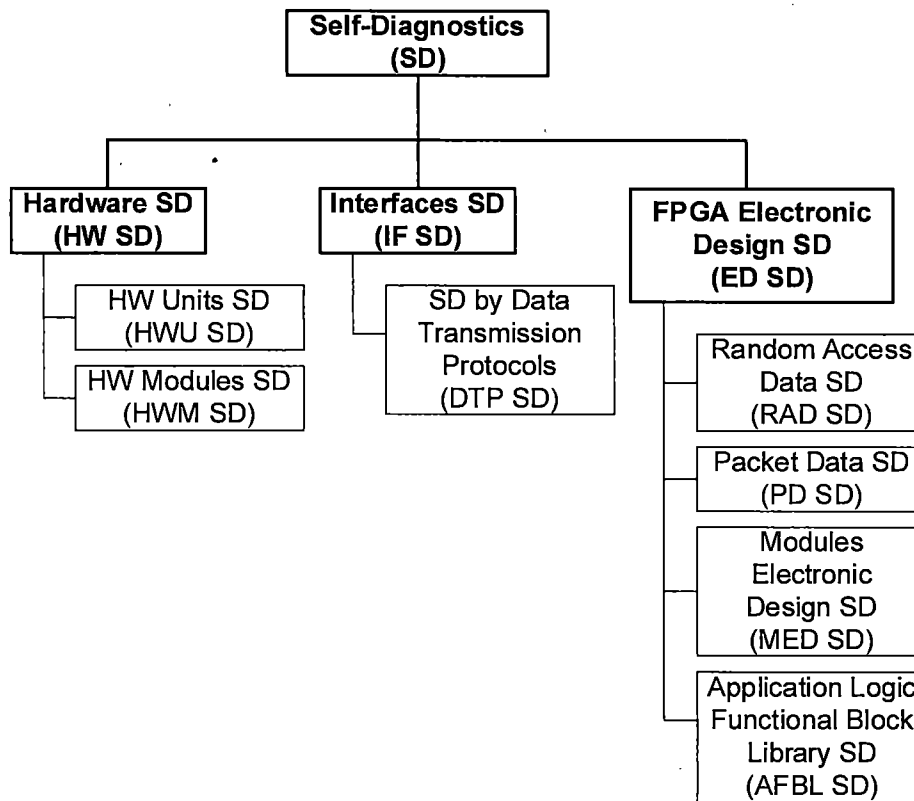 Self-Diagnostics
(SD)
Hardware SD
(HW SD)
Interfaces SD
(IF SD)
FPGA Electronic
Design SD
(ED SD)
HW Units SD
(HWU SD)
HW Modules SD
(HWM SD)
SD by Data
Transmission
Protocols
(DTP SD)
Random Access
Data SD
(RAD SD)
Packet Data SD
(PD SD)
Modules
Electronic
Design SD
(MED SD)
Application Logic
Functional Block
Library SD
(AFBL SD)